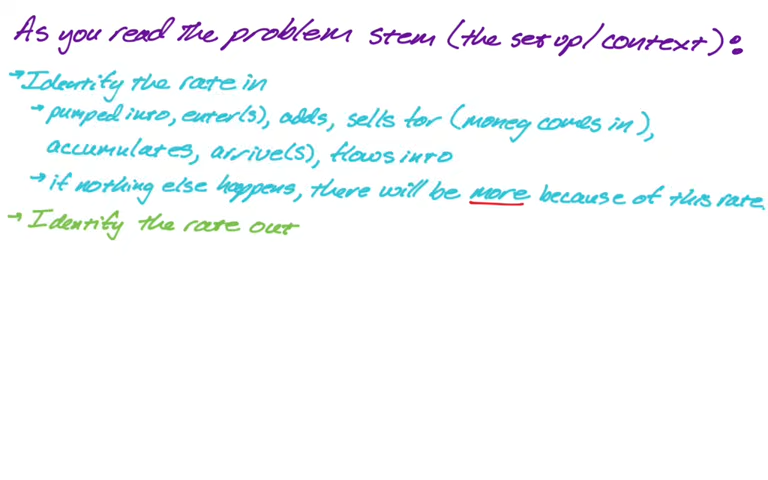 As you read the problem stem (the set up/context):
→Identify the rate in
→pumped into, enter(s), adds, sells for (money comes in),
accumulates, arrive(s), flows into
→if nothing else happens, there will be more because of this rate
→Identify the rate out